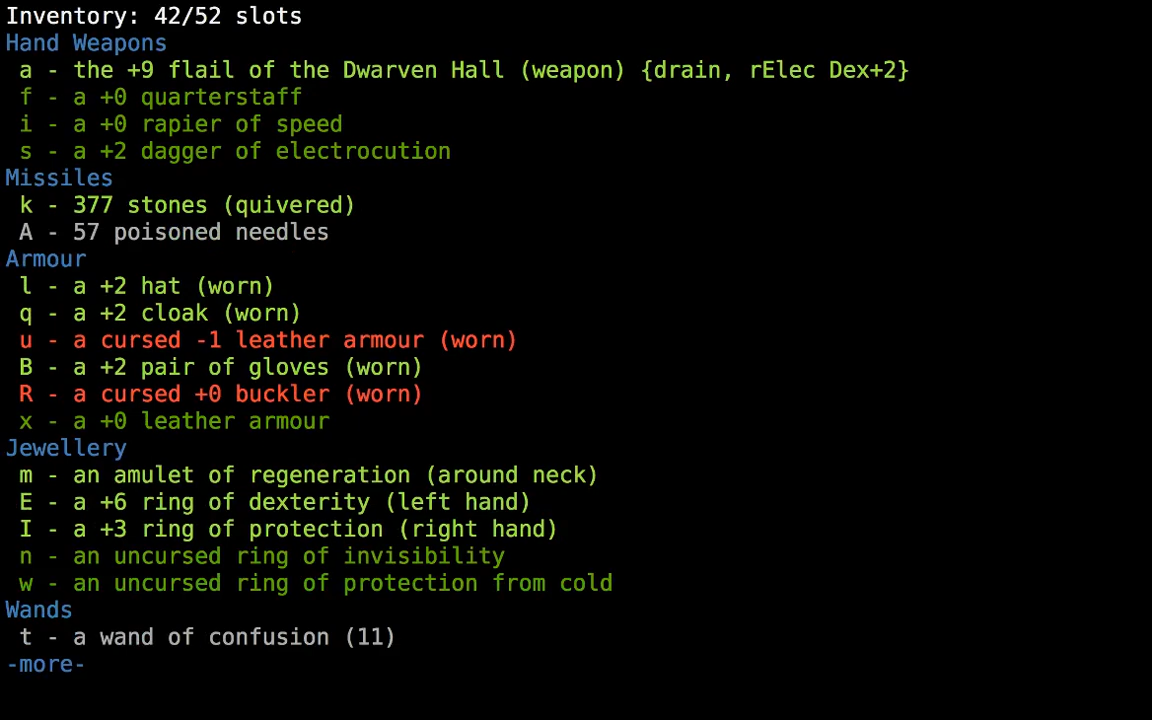 Inventory: 42/52 slots
Hand Weapons
a - the +9 flail of the Dwarven Hall (weapon) {drain, rElec Dex+2}
f - a +0 quarterstaff
i - a +0 rapier of speed
s - a +2 dagger of electrocution
Missiles
k - 377 stones (quivered)
A - 57 poisoned needles
Armour
l - a +2 hat (worn)
q - a +2 cloak (worn)
u - a cursed -1 leather armour (worn)
B - a +2 pair of gloves (worn)
R - a cursed +0 buckler (worn)
x - a +0 leather armour
Jewellery
m - an amulet of regeneration (around neck)
E - a +6 ring of dexterity (left hand)
I - a +3 ring of protection (right hand)
n - an uncursed ring of invisibility
w - an uncursed ring of protection from cold
Wands
t - a wand of confusion (11)
-more-